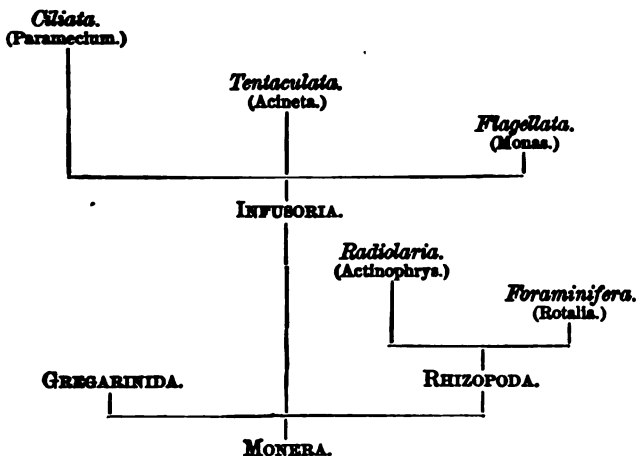 Ciliata.
(Paramecium.)
Tentaculata.
(Acineta.)
Flagellata.
(Monas.)
INFUSORIA.
Radiolaria.
(Actinophrys.)
Foraminifera.
(Rotalia.)
GREGARINIDA.
RHIZOPODA.
MONERA.